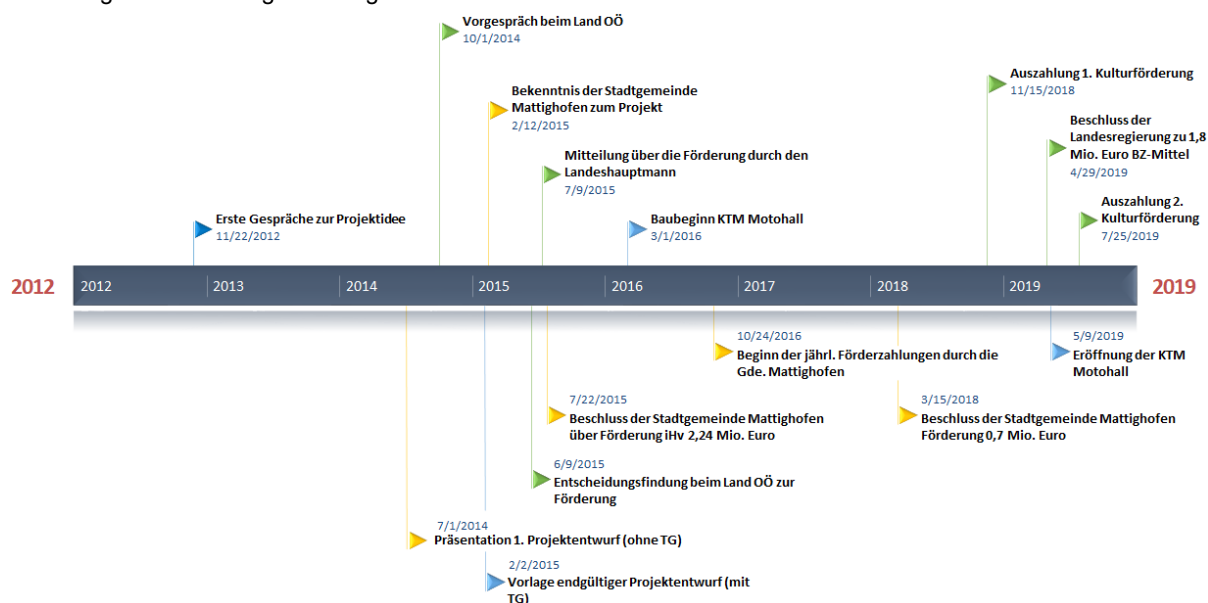 Vorgespräch beim Land OÖ
10/1/2014
Auszahlung 1. Kulturförderung
11/15/2018
Bekenntnis der Stadtgemeinde
Mattighofen zum Projekt
2/12/2015
Beschluss der
Landesregierung zu 1,8
Mio. Euro BZ-Mittel
4/29/2019
Mitteilung über die Förderung durch den
Landeshauptmann
7/9/2015
Auszahlung 2.
Kulturförderung
7/25/2019
Erste Gespräche zur Projektidee
11/22/2012
Baubeginn KTM Motohall
3/1/2016
2012 2012 2013 2014 2015 2016 2017 2018 2019 2019
10/24/2016
Beginn der jährl. Förderzahlungen durch die
Gde. Mattighofen
5/9/2019
Eröffnung der KTM
Motohall
7/22/2015
Beschluss der Stadtgemeinde Mattighofen
über Förderung iHv 2,24 Mio. Euro
3/15/2018
Beschluss der Stadtgemeinde Mattighofen
Förderung 0,7 Mio. Euro
6/9/2015
Entscheidungsfindung beim Land OÖ zur
Förderung
7/1/2014
Präsentation 1. Projektentwurf (ohne TG)
2/2/2015
Vorlage endgültiger Projektentwurf (mit
TG)